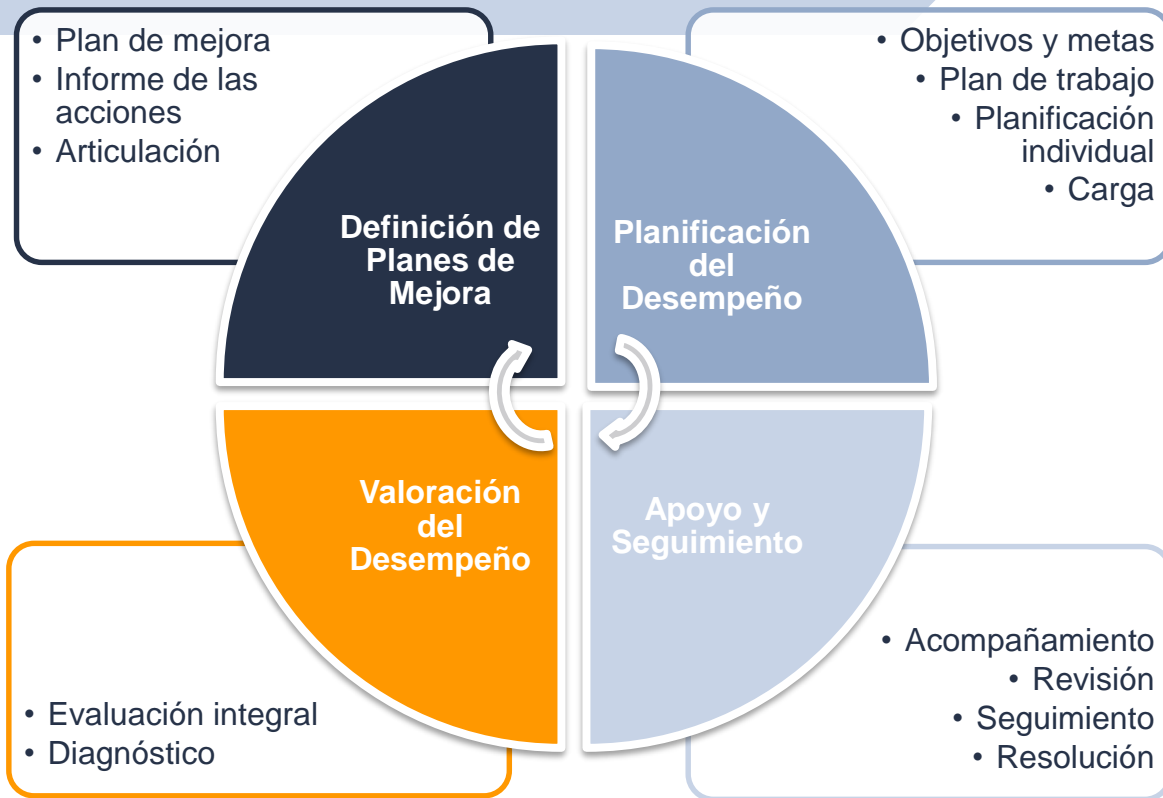 • Plan de mejora
• Informe de las
acciones
• Articulación
• Objetivos y metas
• Plan de trabajo
• Planificación
individual
• Carga
Definición de
Planes de
Mejora
Planificación
del
Desempeño
Valoración
del
Desempeño
Apoyo y
Seguimiento
• Evaluación integral
• Diagnóstico
• Acompañamiento
• Revisión
• Seguimiento
• Resolución